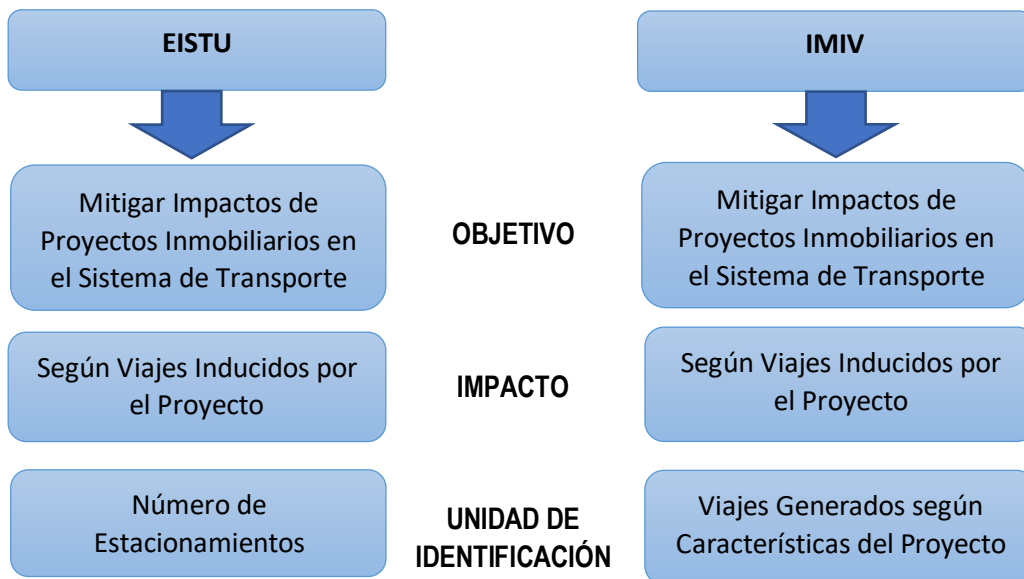 EISTU
IMIV
Mitigar Impactos de
Proyectos Inmobiliarios en
el Sistema de Transporte
OBJETIVO
Mitigar Impactos de
Proyectos Inmobiliarios en
el Sistema de Transporte
Según Viajes Inducidos por
el Proyecto
IMPACTO
Según Viajes Inducidos por
el Proyecto
Número de
Estacionamientos
UNIDAD DE
IDENTIFICACIÓN
Viajes Generados según
Características del Proyecto